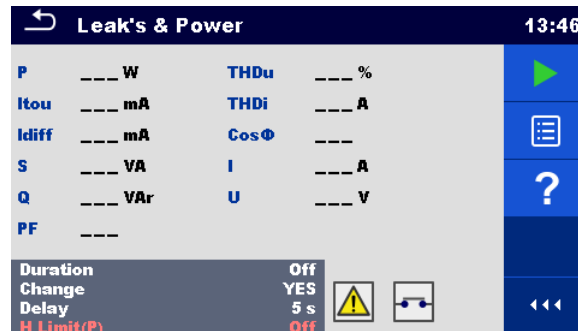 Leak's & Power 13:46
P ___ W THDu ___ %
Itou ___ mA THDi ___ A
Idiff ___ mA CosΦ ___
S ___ VA I ___ A
Q ___ VAr U ___ V
PF ___
Duration Off
Change YES
Delay 5 s
H Limit(P) Off
?